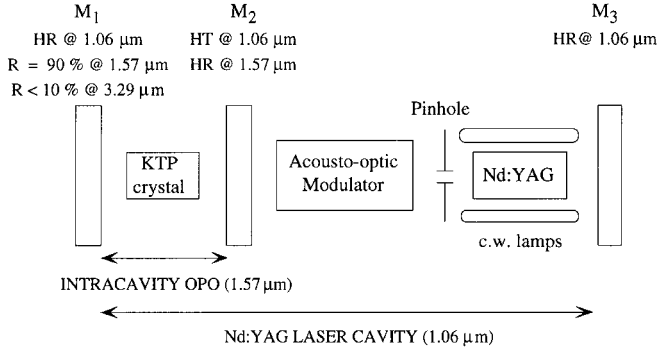 M1
HR @ 1.06 µm
R = 90 % @ 1.57 µm
R < 10 % @ 3.29 µm
M2
HT @ 1.06 µm
HR @ 1.57 µm
M3
HR@ 1.06 µm
Pinhole
KTP
crystal
Acousto-optic
Modulator
Nd:YAG
c.w. lamps
INTRACAVITY OPO (1.57 µm)
Nd:YAG LASER CAVITY (1.06 µm)